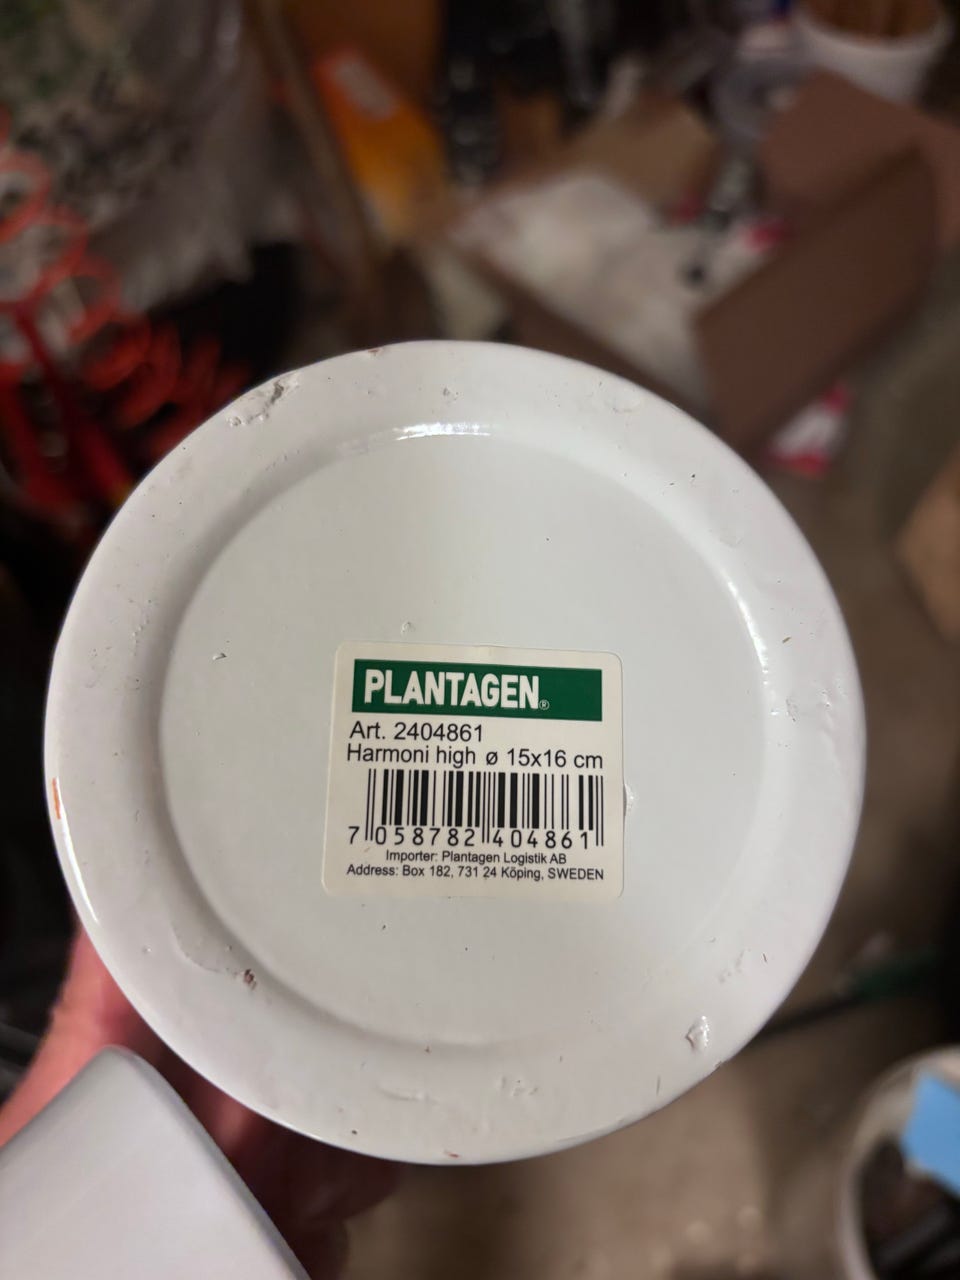 PLANTAGEN®
Art. 2404861
Harmoni high ø 15x16 cm
7 058782 404861
Importer: Plantagen Logistik AB
Address: Box 182, 731 24 Köping, SWEDEN